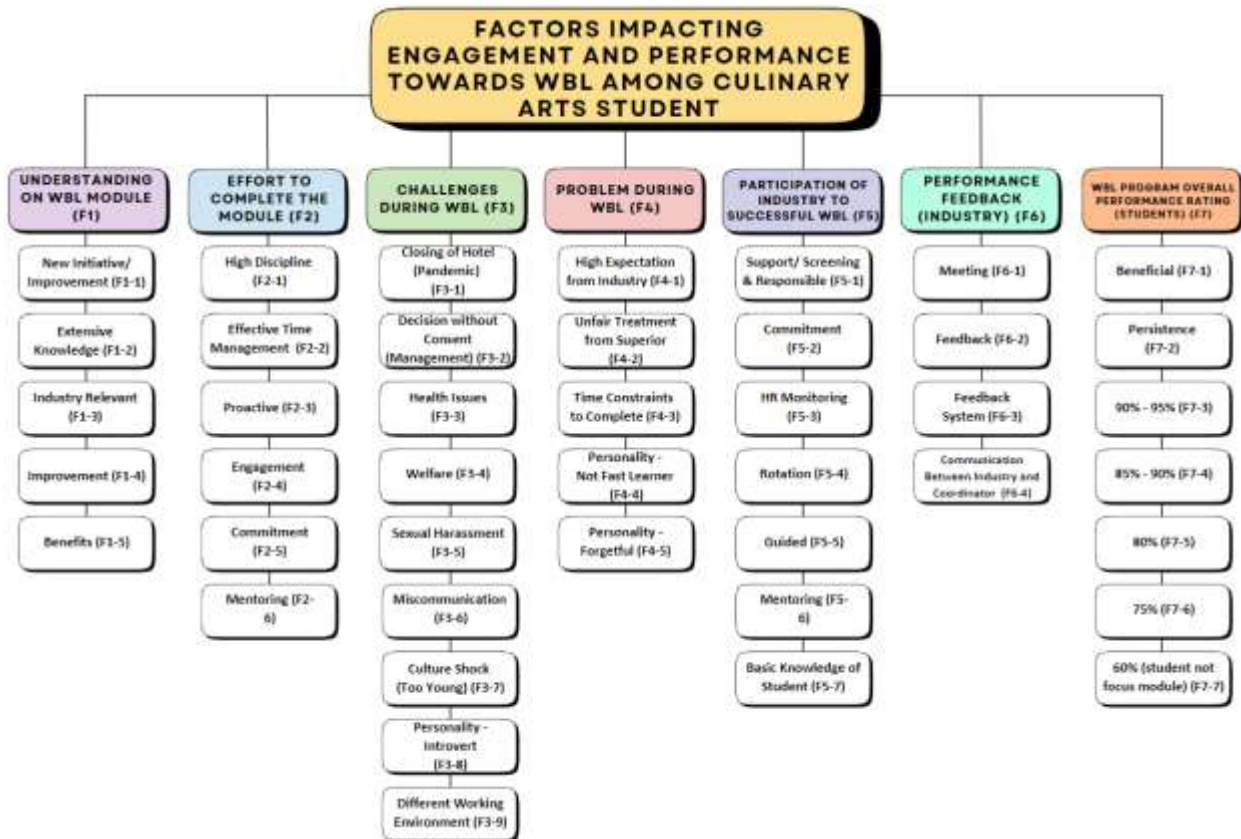 FACTORS IMPACTING
ENGAGEMENT AND PERFORMANCE
TOWARDS WBL AMONG CULINARY
ARTS STUDENT
UNDERSTANDING
ON WBL MODULE
(F1)
New Initiative/
Improvement (F1-1)
Extensive
Knowledge (F1-2)
Industry Relevant
(F1-3)
Improvement (F1-4)
Benefits (F1-5)
EFFORT TO
COMPLETE THE
MODULE (F2)
High Discipline
(F2-1)
Effective Time
Management (F2-2)
Proactive (F2-3)
Engagement
(F2-4)
Commitment
(F2-5)
Mentoring (F2-
6)
CHALLENGES
DURING WBL (F3)
Closing of Hotel
(Pandemic)
(F3-1)
Decision without
Consent
(Management) (F3-2)
Health Issues
(F3-3)
Welfare (F3-4)
Sexual Harassment
(F3-5)
Miscommunication
(F3-6)
Culture Shock
(Too Young) (F3-7)
Personality -
Introvert
(F3-8)
Different Working
Environment (F3-9)
PROBLEM DURING
WBL (F4)
High Expectation
from Industry (F4-1)
Unfair Treatment
from Superior
(F4-2)
Time Constraints
to Complete (F4-3)
Personality -
Not Fast Learner
(F4-4)
Personality -
Forgetful (F4-5)
PARTICIPATION OF
INDUSTRY TO
SUCCESSFUL WBL (F5)
Support/ Screening
& Responsible (F5-1)
Commitment
(F5-2)
HR Monitoring
(F5-3)
Rotation (F5-4)
Guided (F5-5)
Mentoring (F5-
6)
Basic Knowledge of
Student (F5-7)
PERFORMANCE
FEEDBACK
(INDUSTRY) (F6)
Meeting (F6-1)
Feedback (F6-2)
Feedback
System (F6-3)
Communication
Between Industry and
Coordinator (F6-4)
WBL PROGRAM OVERALL
PERFORMANCE RATING
(STUDENTS) (F7)
Beneficial (F7-1)
Persistence
(F7-2)
90% - 95% (F7-3)
85% - 90% (F7-4)
80% (F7-5)
75% (F7-6)
60% (student not
focus module) (F7-7)